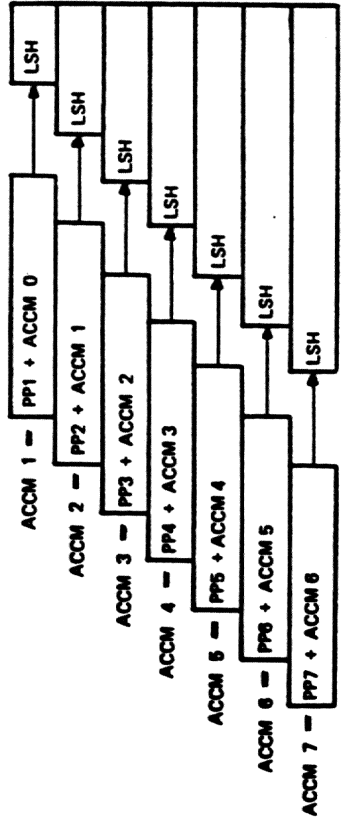 ACCM 1 = PP1 + ACCM 0 LSH
ACCM 2 = PP2 + ACCM 1 LSH
ACCM 3 = PP3 + ACCM 2 LSH
ACCM 4 = PP4 + ACCM 3 LSH
ACCM 5 = PP5 + ACCM 4 LSH
ACCM 6 = PP6 + ACCM 5 LSH
ACCM 7 = PP7 + ACCM 6 LSH